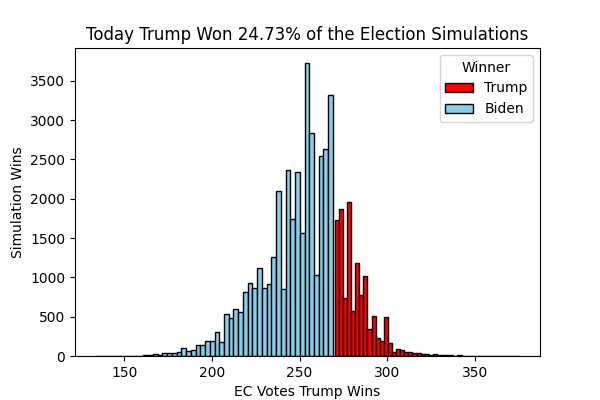 Today Trump Won 24.73% of the Election Simulations
Winner
Trump
Biden
3500
3000
2500
2000
1500
1000
500
0
Simulation Wins
150 200 250 300 350
EC Votes Trump Wins